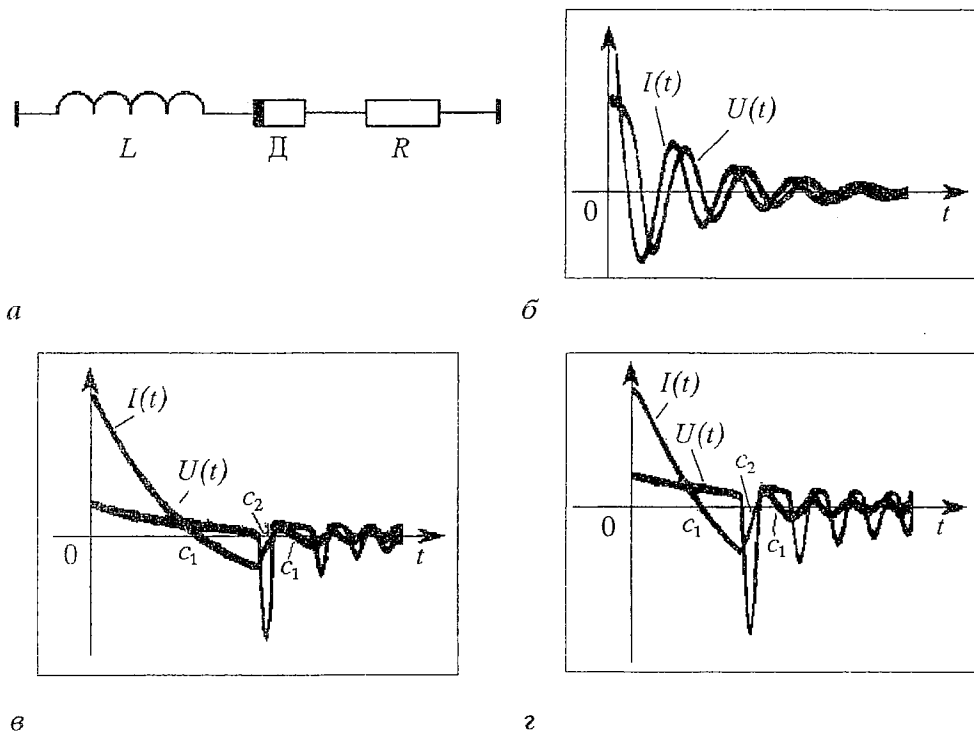 L
Д
R
а
I(t)
U(t)
0
t
б
I(t)
U(t)
c₂
0
c₁
c₁
t
в
I(t)
U(t)
c₂
0
c₁
c₁
t
г